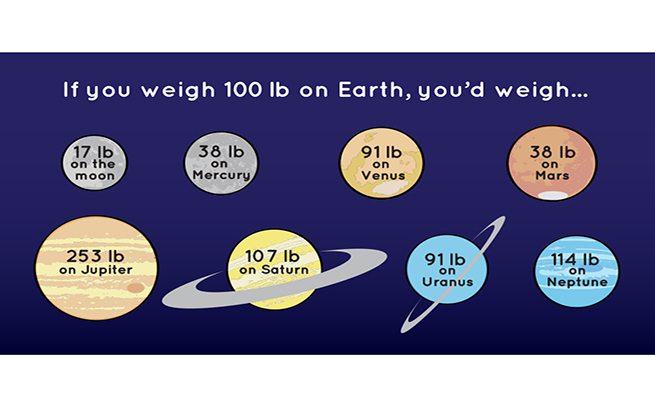 If you weigh 100 lb on Earth, you'd weigh...
17 lb
on the
moon
38 lb
on
Mercury
91 lb
on
Venus
38 lb
on
Mars
253 lb
on Jupiter
107 lb
on Saturn
91 lb
on
Uranus
114 lb
on
Neptune